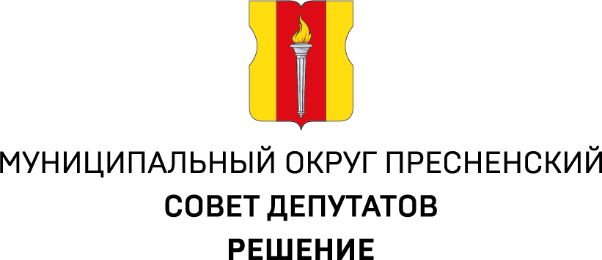 МУНИЦИПАЛЬНЫЙ ОКРУГ ПРЕСНЕНСКИЙ
СОВЕТ ДЕПУТАТОВ
РЕШЕНИЕ